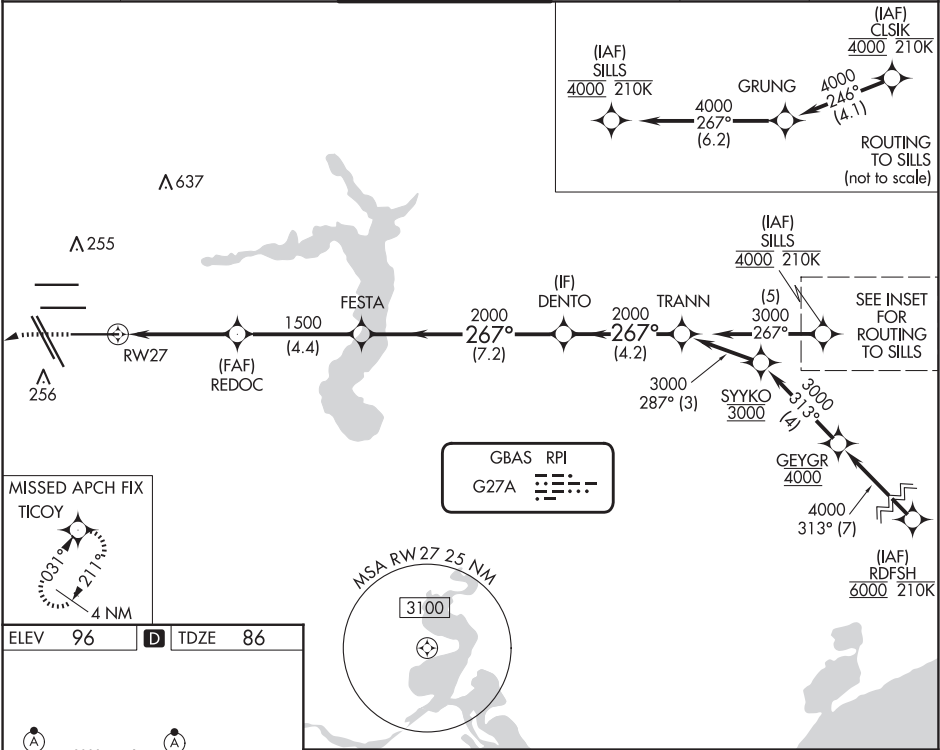 (IAF)
CLSIK
4000 210K
(IAF)
SILLS
4000 210K
GRUNG
4000
246°
(4.1)
4000
267°
(6.2)
ROUTING
TO SILLS
(not to scale)
637
255
256
(IAF)
SILLS
4000 210K
SEE INSET
FOR
ROUTING
TO SILLS
(5)
3000
267°
TRANN
(IF)
DENTO
FESTA
2000
267°
(4.2)
2000
267°
(7.2)
1500
(4.4)
RW27
(FAF)
REDOC
3000
287° (3)
SYYKO
3000
3000
313°
(4)
GEYGR
4000
4000
313° (7)
(IAF)
RDFSH
6000 210K
GBAS RPI
G27A
MISSED APCH FIX
TICOY
031°
211°
4 NM
MSA RW27 25 NM
3100
ELEV 96 D TDZE 86
A
A